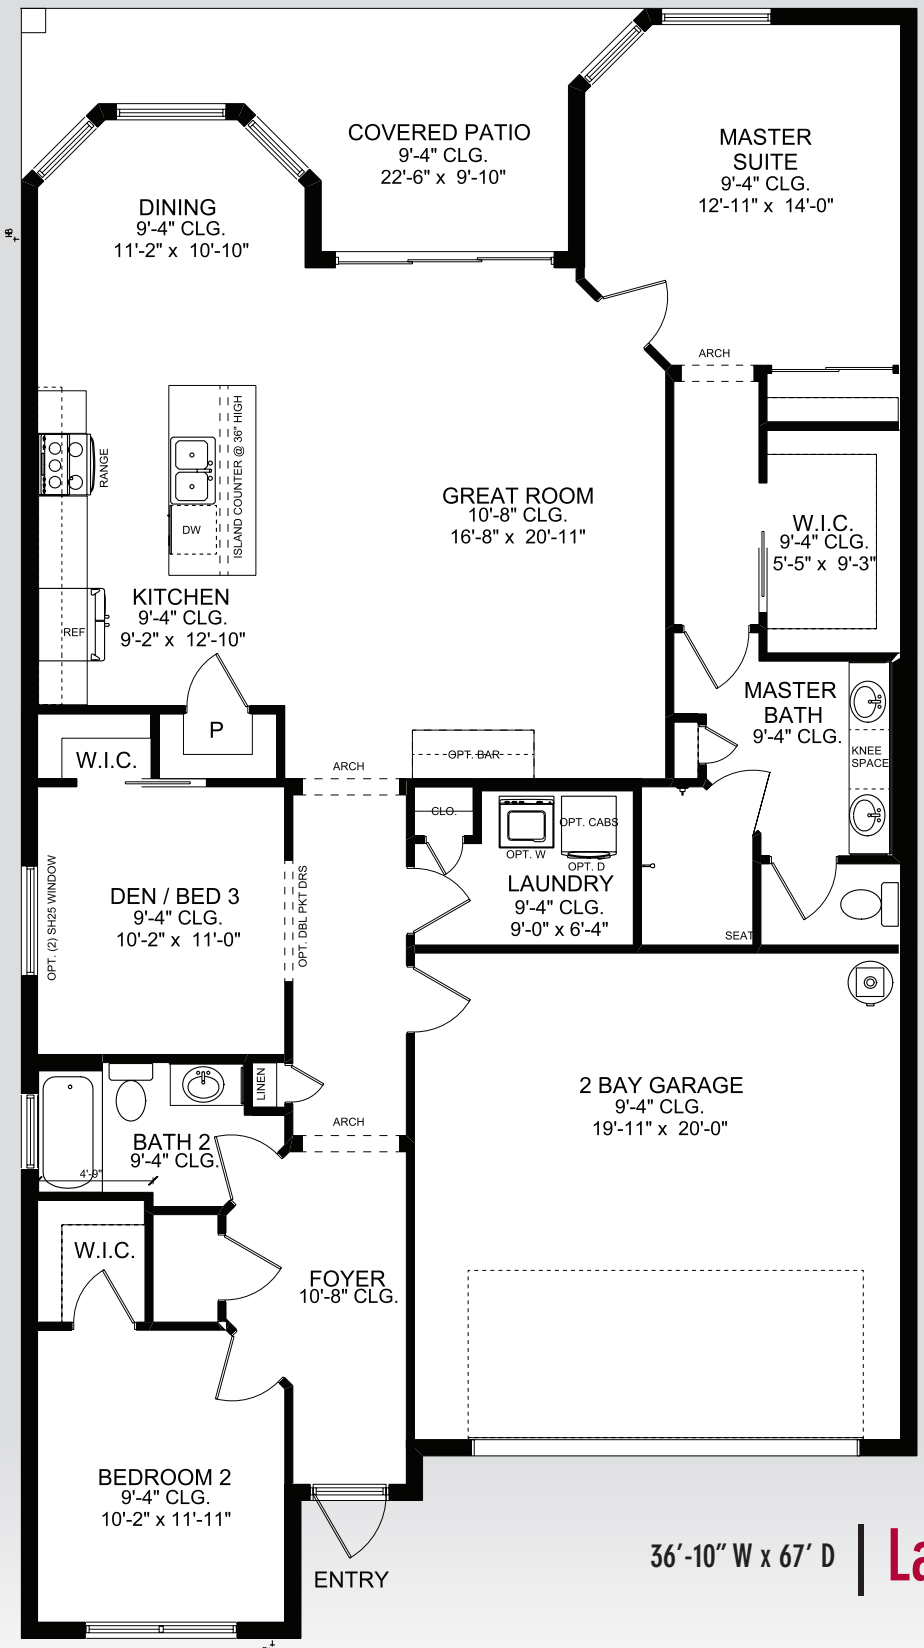 COVERED PATIO
9'-4" CLG.
22'-6" x 9'-10"
MASTER
SUITE
9'-4" CLG.
12'-11" x 14'-0"
DINING
9'-4" CLG.
11'-2" x 10'-10"
HB
ARCH
RANGE
ISLAND COUNTER @ 36" HIGH
DW
GREAT ROOM
10'-8" CLG.
16'-8" x 20'-11"
W.I.C.
9'-4" CLG.
5'-5" x 9'-3"
KITCHEN
9'-4" CLG.
9'-2" x 12'-10"
REF
MASTER
BATH
9'-4" CLG.
KNEE
SPACE
P
W.I.C.
OPT. BAR
ARCH
CLO.
OPT. W
OPT. CABS
OPT. D
LAUNDRY
9'-4" CLG.
9'-0" x 6'-4"
SEAT
OPT. (2) SH25 WINDOW
DEN / BED 3
9'-4" CLG.
10'-2" x 11'-0"
OPT. DBL PKT DRS
LINEN
2 BAY GARAGE
9'-4" CLG.
19'-11" x 20'-0"
ARCH
BATH 2
9'-4" CLG.
4'-9"
W.I.C.
FOYER
10'-8" CLG.
BEDROOM 2
9'-4" CLG.
10'-2" x 11'-11"
ENTRY
36'-10" W x 67' D
La